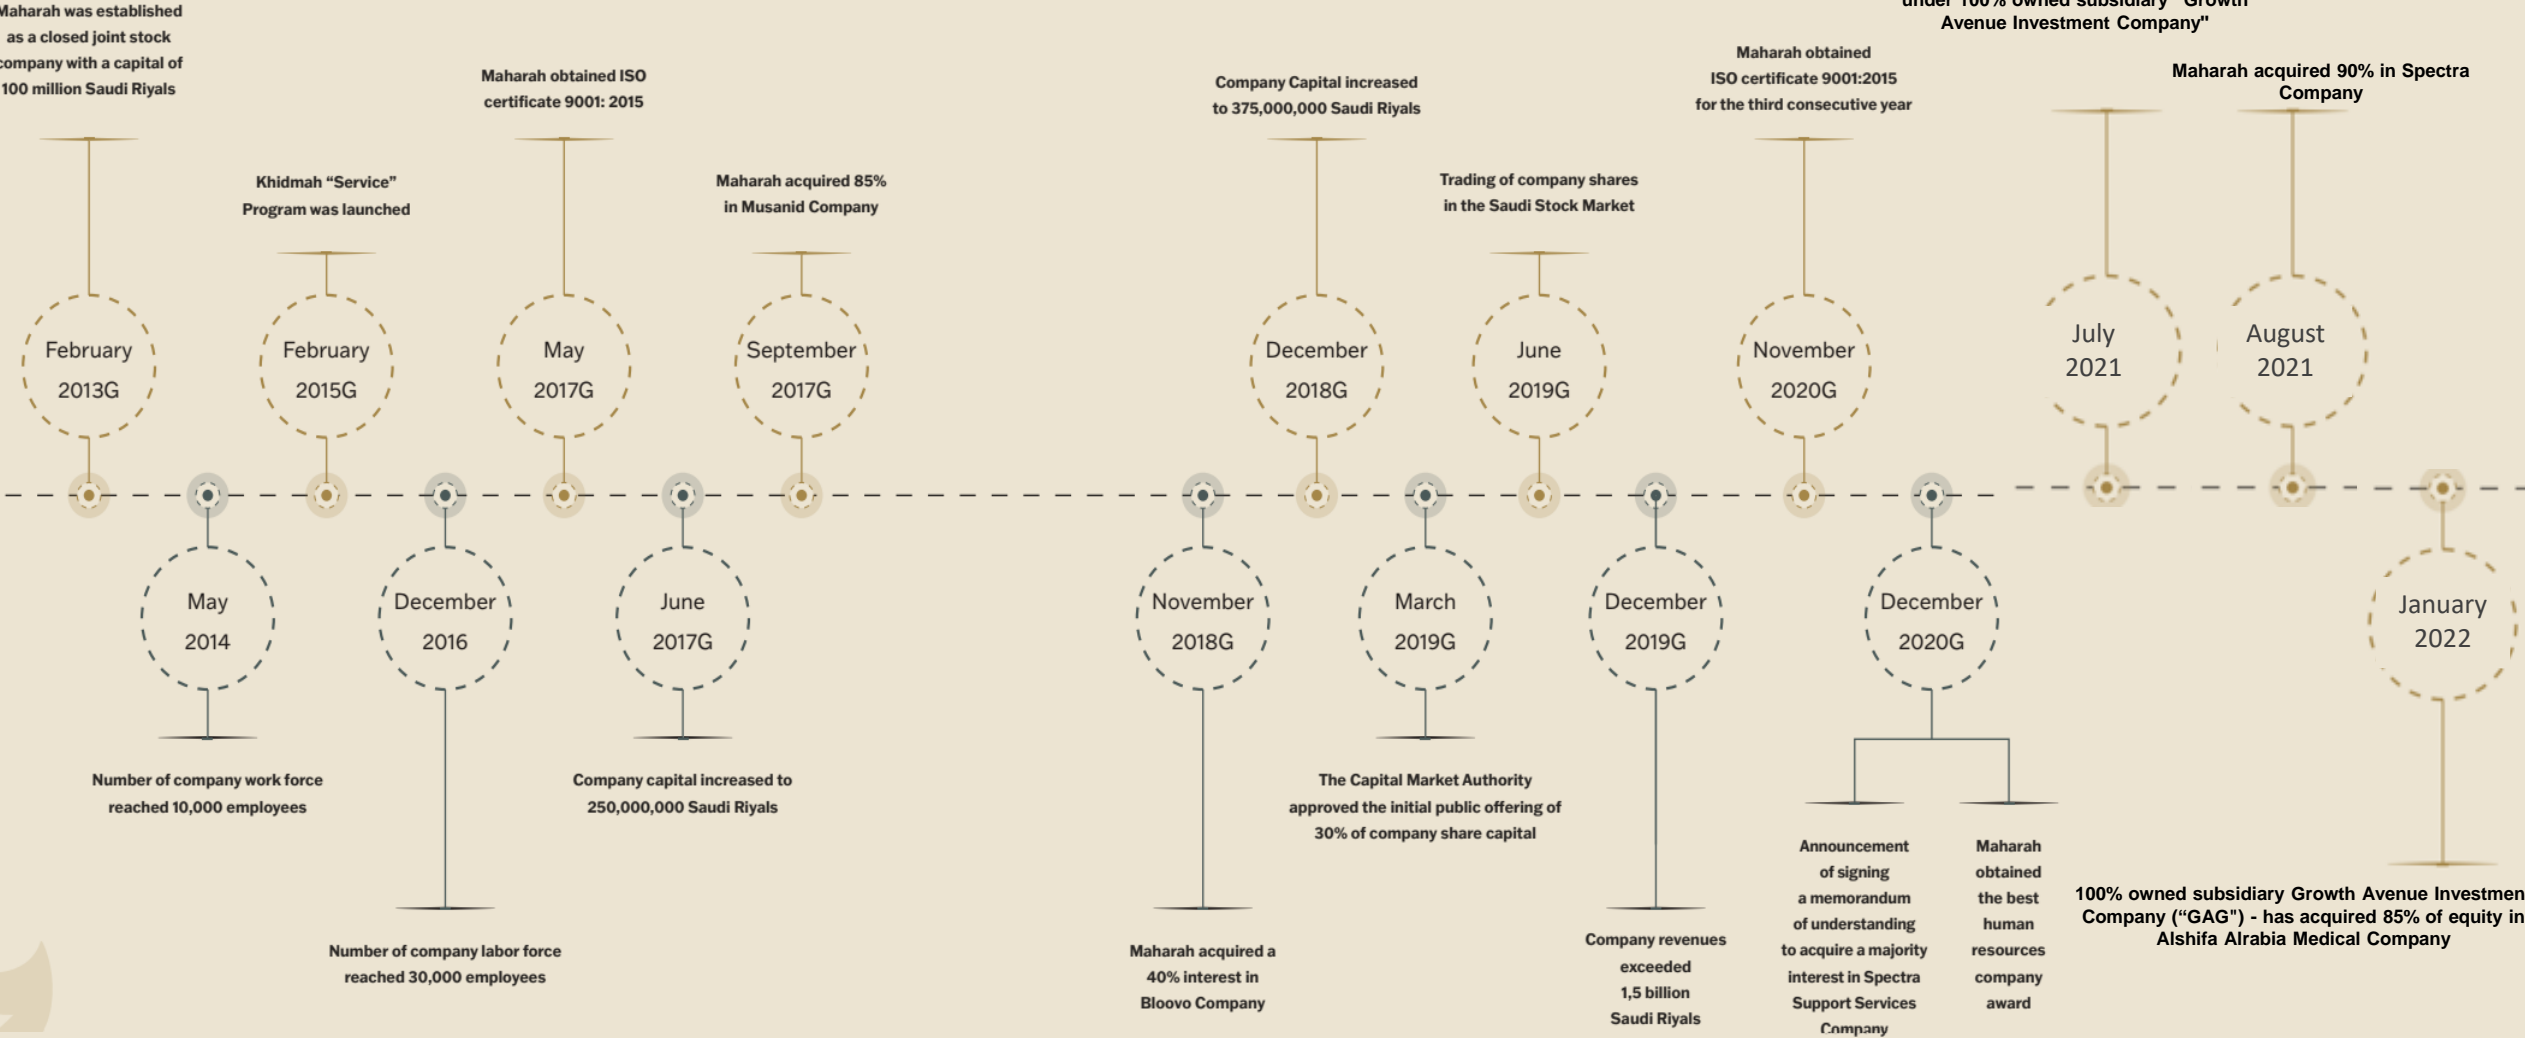 Maharah was established
as a closed joint stock
company with a capital of
100 million Saudi Riyals
February
2013G
May
2014
Number of company work force
reached 10,000 employees
Khidmah “Service”
Program was launched
February
2015G
December
2016
Number of company labor force
reached 30,000 employees
Maharah obtained ISO
certificate 9001: 2015
May
2017G
June
2017G
Company capital increased to
250,000,000 Saudi Riyals
Maharah acquired 85%
in Musanid Company
September
2017G
November
2018G
Maharah acquired a
40% interest in
Bloovo Company
Company Capital increased
to 375,000,000 Saudi Riyals
December
2018G
March
2019G
The Capital Market Authority
approved the initial public offering of
30% of company share capital
Trading of company shares
in the Saudi Stock Market
June
2019G
December
2019G
Company revenues
exceeded
1,5 billion
Saudi Riyals
Maharah obtained
ISO certificate 9001:2015
for the third consecutive year
November
2020G
December
2020G
Announcement
of signing
a memorandum
of understanding
to acquire a majority
interest in Spectra
Support Services
Company
Maharah
obtained
the best
human
resources
company
award
under 100% owned subsidiary "Growth
Avenue Investment Company"
July
2021
Maharah acquired 90% in Spectra
Company
August
2021
January
2022
100% owned subsidiary Growth Avenue Investmen
Company (“GAG") - has acquired 85% of equity in
Alshifa Alrabia Medical Company